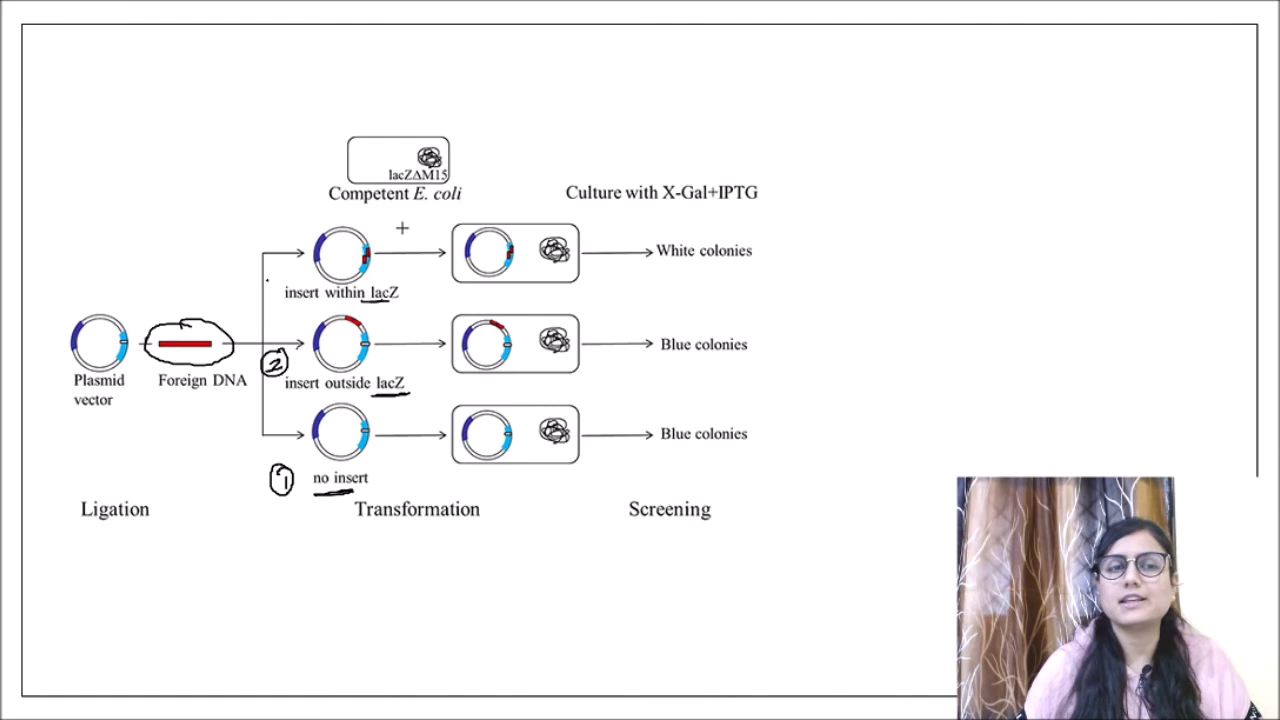 lacZΔM15
Competent E. coli
Culture with X-Gal+IPTG
+
White colonies
insert within lacZ
Plasmid
vector
Foreign DNA
2
insert outside lacZ
Blue colonies
1
no insert
Blue colonies
Ligation
Transformation
Screening